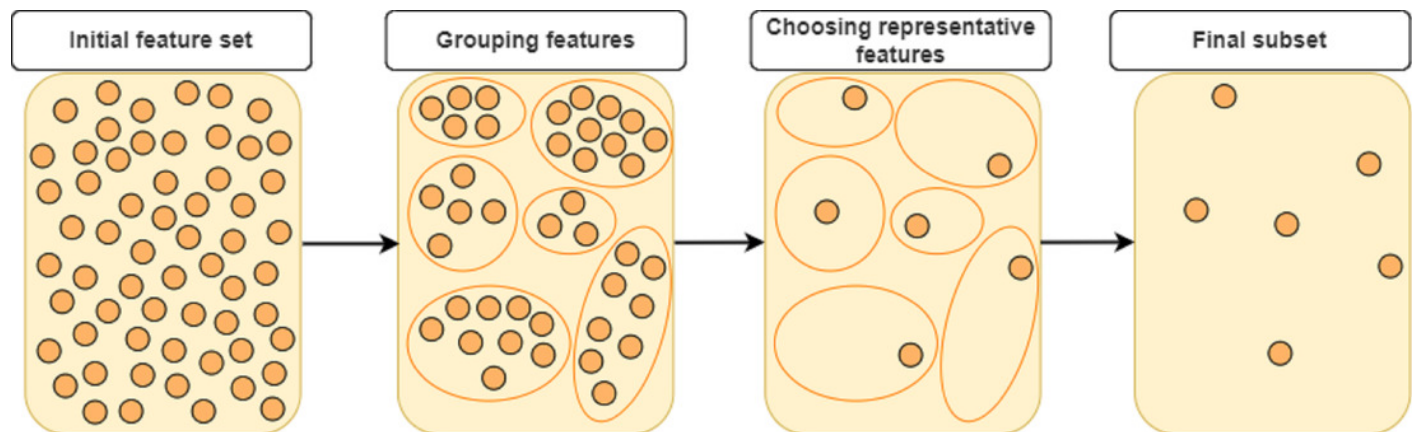 Initial feature set
Grouping features
Choosing representative
features
Final subset